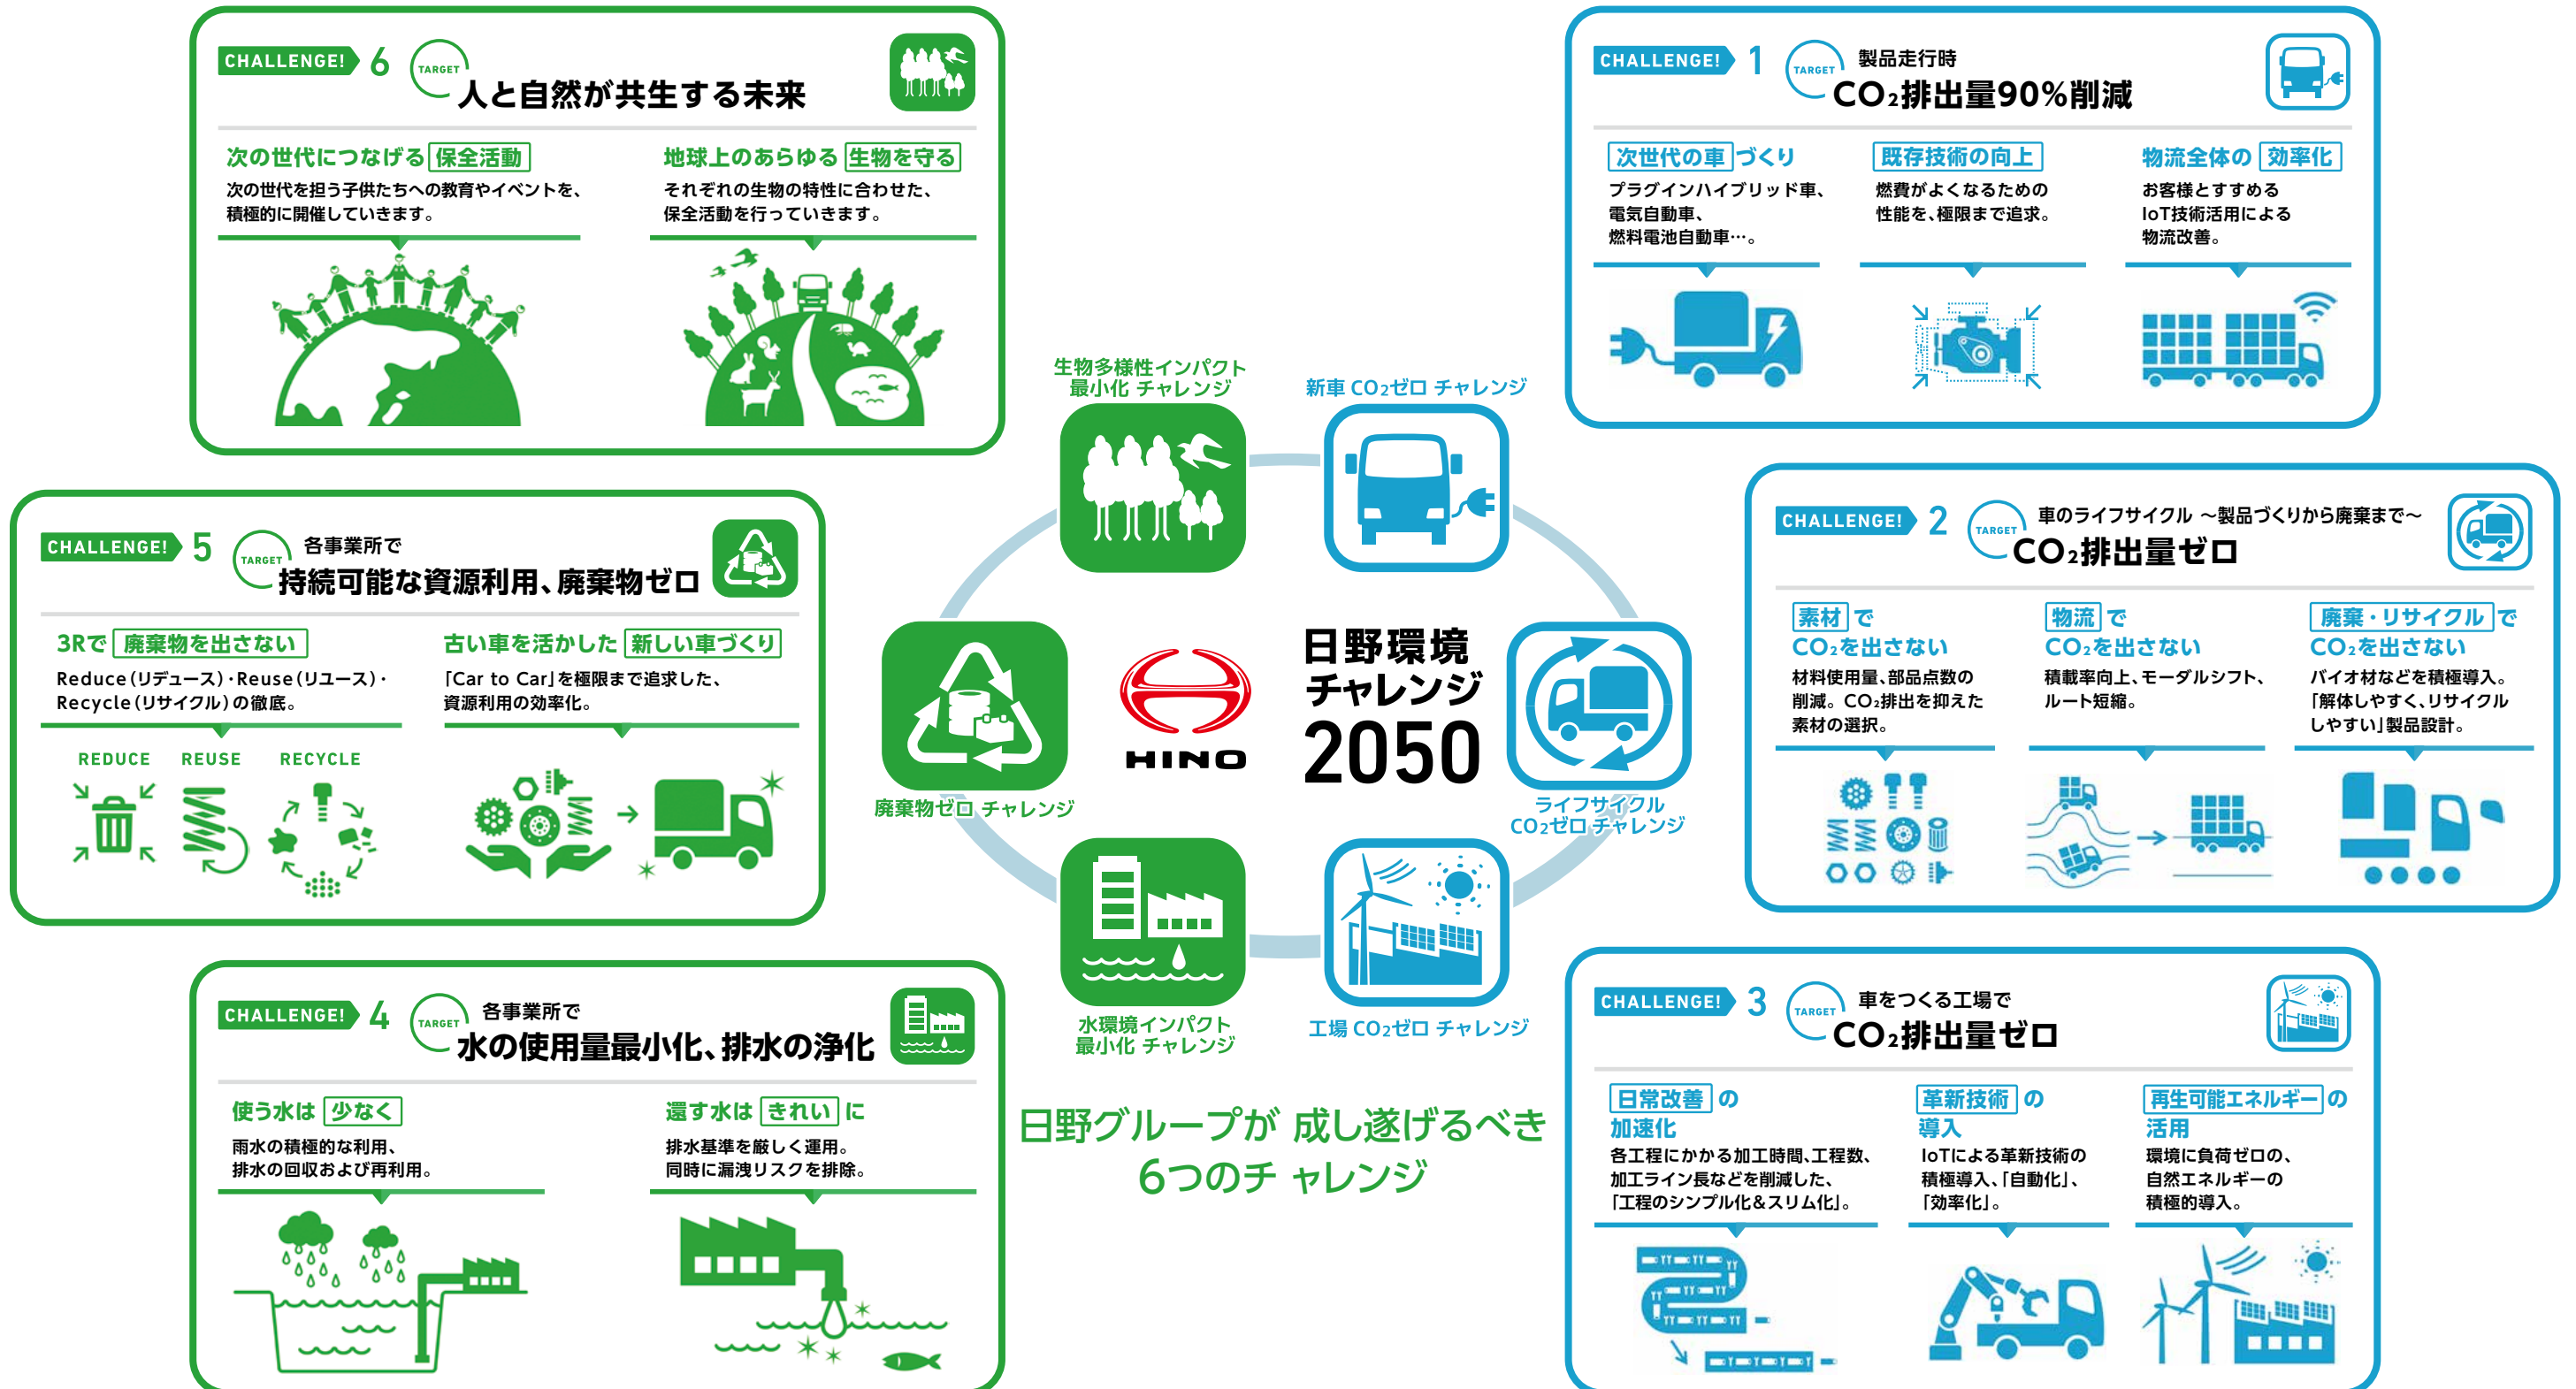 CHALLENGE! 6
TARGET
人と自然が共生する未来
次の世代につなげる 保全活動
次の世代を担う子供たちへの教育やイベントを、
積極的に開催していきます。
地球上のあらゆる 生物を守る
それぞれの生物の特性に合わせた、
保全活動を行っていきます。
CHALLENGE! 1
TARGET
製品走行時
CO₂排出量90%削減
次世代の車 づくり
プラグインハイブリッド車、
電気自動車、
燃料電池自動車…。
既存技術の向上
燃費がよくなるための
性能を、極限まで追求。
物流全体の 効率化
お客様とすすめる
IoT技術活用による
物流改善。
生物多様性インパクト
最小化 チャレンジ
新車 CO₂ゼロ チャレンジ
CHALLENGE! 5
TARGET
各事業所で
持続可能な資源利用、廃棄物ゼロ
3Rで 廃棄物を出さない
Reduce(リデュース)・Reuse(リユース)・
Recycle(リサイクル)の徹底。
REDUCE REUSE RECYCLE
古い車を活かした 新しい車づくり
「Car to Car」を極限まで追求した、
資源利用の効率化。
HINO
日野環境
チャレンジ
2050
廃棄物ゼロ チャレンジ
ライフサイクル
CO₂ゼロ チャレンジ
CHALLENGE! 2
TARGET
車のライフサイクル ～製品づくりから廃棄まで～
CO₂排出量ゼロ
素材 で
CO₂を出さない
材料使用量、部品点数の
削減。CO₂排出を抑えた
素材の選択。
物流 で
CO₂を出さない
積載率向上、モーダルシフト、
ルート短縮。
廃棄・リサイクル で
CO₂を出さない
バイオ材などを積極導入。
「解体しやすく、リサイクル
しやすい」製品設計。
CHALLENGE! 4
TARGET
各事業所で
水の使用量最小化、排水の浄化
使う水は 少なく
雨水の積極的な利用、
排水の回収および再利用。
還す水は きれい に
排水基準を厳しく運用。
同時に漏洩リスクを排除。
水環境インパクト
最小化 チャレンジ
工場 CO₂ゼロ チャレンジ
日野グループが 成し遂げるべき
6つのチ ャレンジ
CHALLENGE! 3
TARGET
車をつくる工場で
CO₂排出量ゼロ
日常改善 の
加速化
各工程にかかる加工時間、工程数、
加工ライン長などを削減した、
「工程のシンプル化＆スリム化」。
革新技術 の
導入
IoTによる革新技術の
積極導入、「自動化」、
「効率化」。
再生可能エネルギー の
活用
環境に負荷ゼロの、
自然エネルギーの
積極的導入。